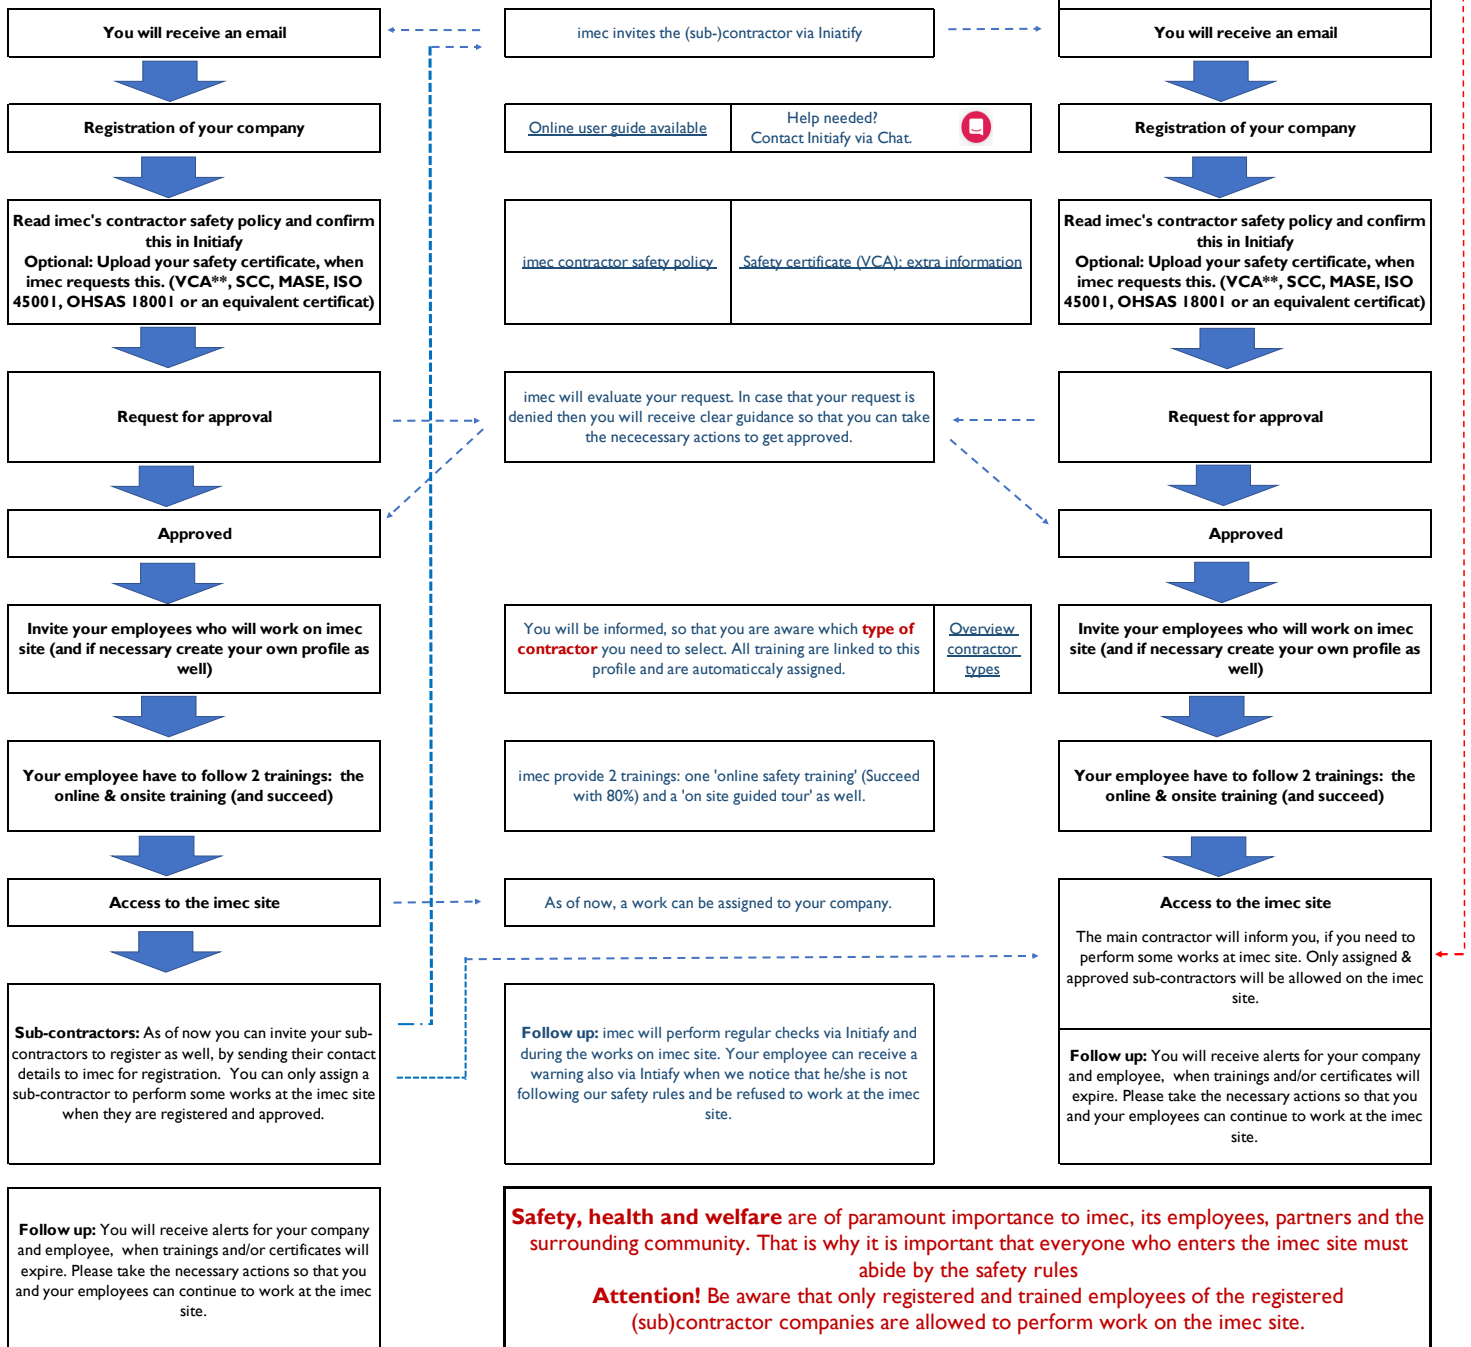 You will receive an email
imec invites the (sub-)contractor via Iniatify
You will receive an email
Registration of your company
Online user guide available
Help needed?
Contact Initiafy via Chat.
Registration of your company
Read imec's contractor safety policy and confirm
this in Initiafy
Optional: Upload your safety certificate, when
imec requests this. (VCA**, SCC, MASE, ISO
45001, OHSAS 18001 or an equivalent certificat)
imec contractor safety policy
Safety certificate (VCA): extra information
Read imec's contractor safety policy and confirm
this in Initiafy
Optional: Upload your safety certificate, when
imec requests this. (VCA**, SCC, MASE, ISO
45001, OHSAS 18001 or an equivalent certificat)
Request for approval
imec will evaluate your request. In case that your request is
denied then you will receive clear guidance so that you can take
the nececessary actions to get approved.
Request for approval
Approved
Approved
Invite your employees who will work on imec
site (and if necessary create your own profile as
well)
You will be informed, so that you are aware which type of
contractor you need to select. All training are linked to this
profile and are automaticcaly assigned.
Overview
contractor
types
Invite your employees who will work on imec
site (and if necessary create your own profile as
well)
Your employee have to follow 2 trainings: the
online & onsite training (and succeed)
imec provide 2 trainings: one 'online safety training' (Succeed
with 80%) and a 'on site guided tour' as well.
Your employee have to follow 2 trainings: the
online & onsite training (and succeed)
Access to the imec site
As of now, a work can be assigned to your company.
Access to the imec site
The main contractor will inform you, if you need to
perform some works at imec site. Only assigned &
approved sub-contractors will be allowed on the imec
site.
Sub-contractors: As of now you can invite your sub-
contractors to register as well, by sending their contact
details to imec for registration. You can only assign a
sub-contractor to perform some works at the imec site
when they are registered and approved.
Follow up: imec will perform regular checks via Initiafy and
during the works on imec site. Your employee can receive a
warning also via Intiafy when we notice that he/she is not
following our safety rules and be refused to work at the imec
site.
Follow up: You will receive alerts for your company
and employee, when trainings and/or certificates will
expire. Please take the necessary actions so that you
and your employees can continue to work at the imec
site.
Follow up: You will receive alerts for your company
and employee, when trainings and/or certificates will
expire. Please take the necessary actions so that you
and your employees can continue to work at the imec
site.
Safety, health and welfare are of paramount importance to imec, its employees, partners and the
surrounding community. That is why it is important that everyone who enters the imec site must
abide by the safety rules
Attention! Be aware that only registered and trained employees of the registered
(sub)contractor companies are allowed to perform work on the imec site.